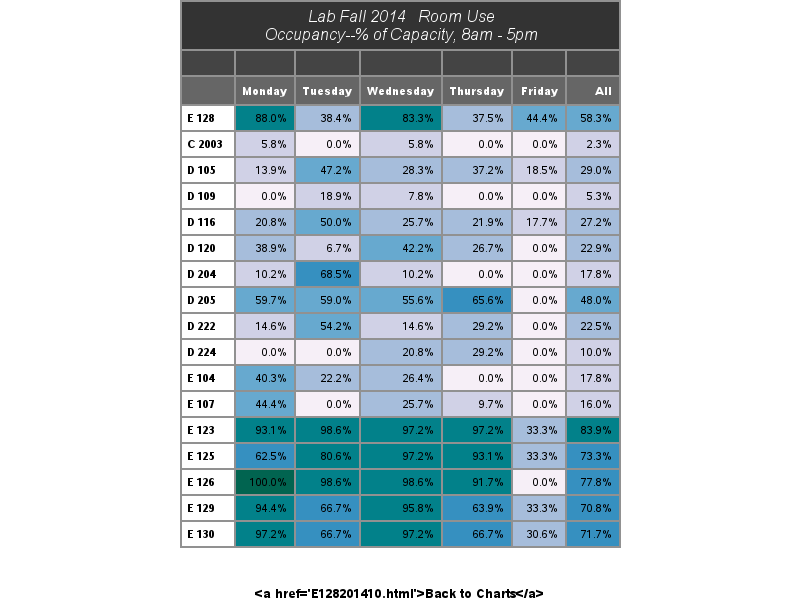 Lab Fall 2014 Room Use
Occupancy--% of Capacity, 8am - 5pm
Monday Tuesday Wednesday Thursday Friday All
E 128 88.0% 38.4% 83.3% 37.5% 44.4% 58.3%
C 2003 5.8% 0.0% 5.8% 0.0% 0.0% 2.3%
D 105 13.9% 47.2% 28.3% 37.2% 18.5% 29.0%
D 109 0.0% 18.9% 7.8% 0.0% 0.0% 5.3%
D 116 20.8% 50.0% 25.7% 21.9% 17.7% 27.2%
D 120 38.9% 6.7% 42.2% 26.7% 0.0% 22.9%
D 204 10.2% 68.5% 10.2% 0.0% 0.0% 17.8%
D 205 59.7% 59.0% 55.6% 65.6% 0.0% 48.0%
D 222 14.6% 54.2% 14.6% 29.2% 0.0% 22.5%
D 224 0.0% 0.0% 20.8% 29.2% 0.0% 10.0%
E 104 40.3% 22.2% 26.4% 0.0% 0.0% 17.8%
E 107 44.4% 0.0% 25.7% 9.7% 0.0% 16.0%
E 123 93.1% 98.6% 97.2% 97.2% 33.3% 83.9%
E 125 62.5% 80.6% 97.2% 93.1% 33.3% 73.3%
E 126 100.0% 98.6% 98.6% 91.7% 0.0% 77.8%
E 129 94.4% 66.7% 95.8% 63.9% 33.3% 70.8%
E 130 97.2% 66.7% 97.2% 66.7% 30.6% 71.7%
<a href='E128201410.html'>Back to Charts</a>